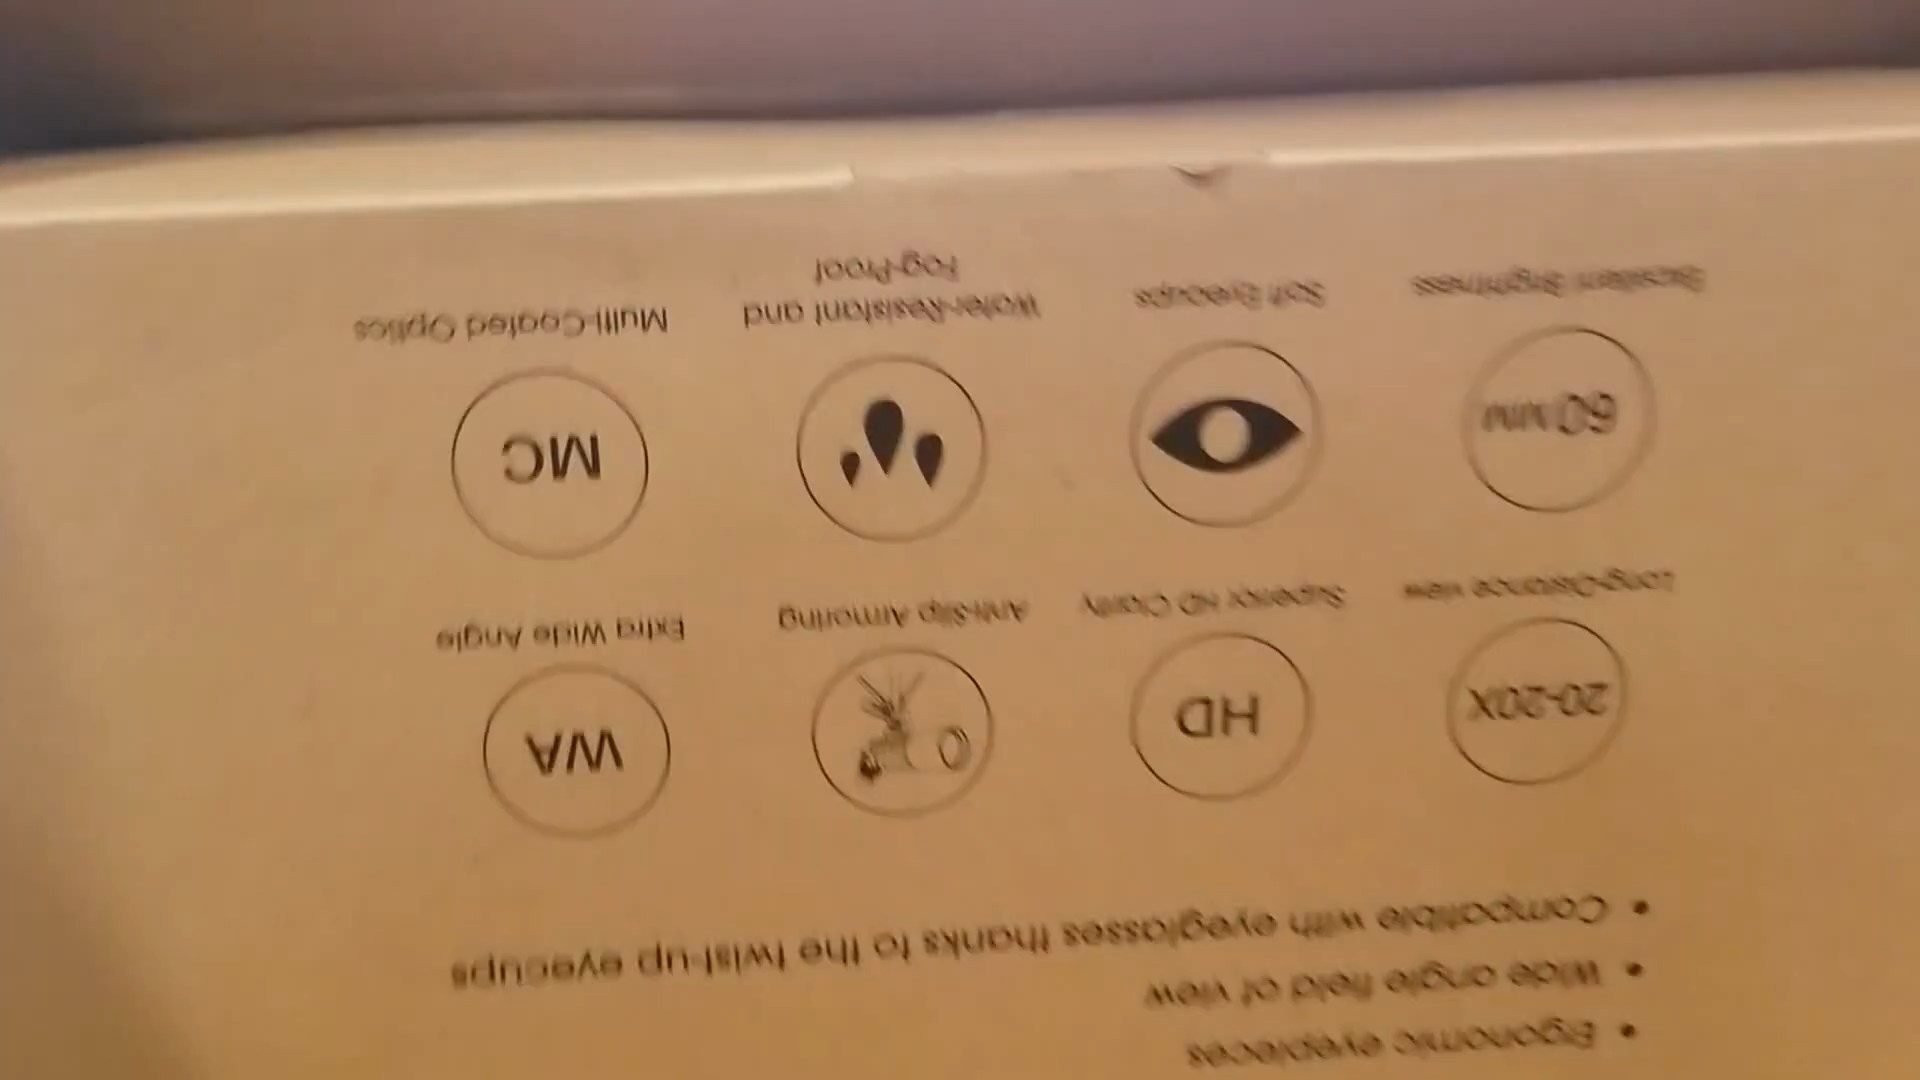 • Ergonomic eyepieces
• Wide angle field of view
• Compatible with eyeglasses thanks to the twist-up eyecups
20-20X
HD
WA
Long-Distance view
Superior HD Clarity
Anti-Slip Armoring
Extra Wide Angle
60MM
MC
Excellent Brightness
Soft Eyecups
Water-Resistant and
Fog-Proof
Multi-Coated Optics